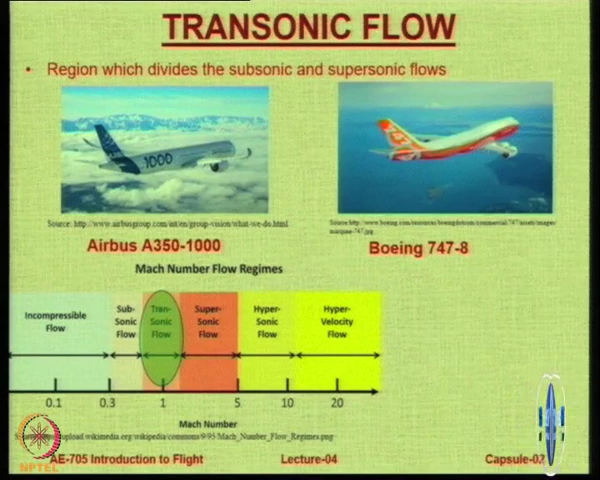 TRANSONIC FLOW
• Region which divides the subsonic and supersonic flows
1000
Source: http://www.airbusgroup.com/int/en/group-vision/what-we-do.html
Source:http://www.boeing.com/resources/boeingdotcom/commercial/747/assets/images/
marquee-747.jpg
Airbus A350-1000
Boeing 747-8
Mach Number Flow Regimes
Incompressible
Flow
Sub-
Sonic
Flow
Tran-
Sonic
Flow
Super-
Sonic
Flow
Hyper-
Sonic
Flow
Hyper-
Velocity
Flow
0.1 0.3 1 5 10 20
Mach Number
upload.wikimedia.org/wikipedia/commons/9/95/Mach_Number_Flow_Regimes.png
NPTEL
AE-705 Introduction to Flight
Lecture-04
Capsule-02